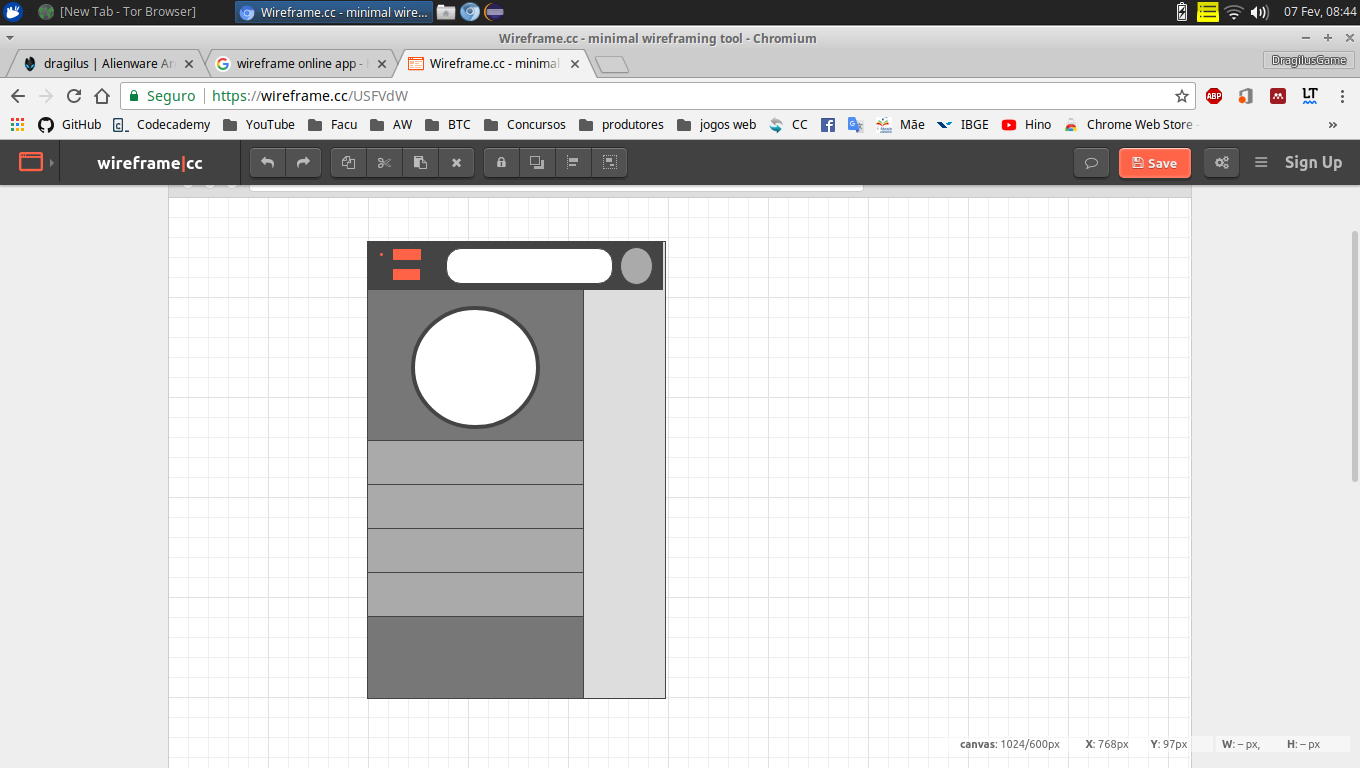 [New Tab - Tor Browser]
Wireframe.cc - minimal wire...
07 Fev, 08:44
Wireframe.cc - minimal wireframing tool - Chromium
dragilus | Alienware Ar
wireframe online app -
Wireframe.cc - minimal
DragilusGame
Seguro
https://wireframe.cc/USFVdW
ABP
LT
GitHub
Codecademy
YouTube
Facu
AW
BTC
Concursos
produtores
jogos web
CC
Mãe
IBGE
Hino
Chrome Web Store -
»
wireframe|cc
Save
Sign Up
canvas: 1024/600px X: 768px Y: 97px W: – px, H: – px